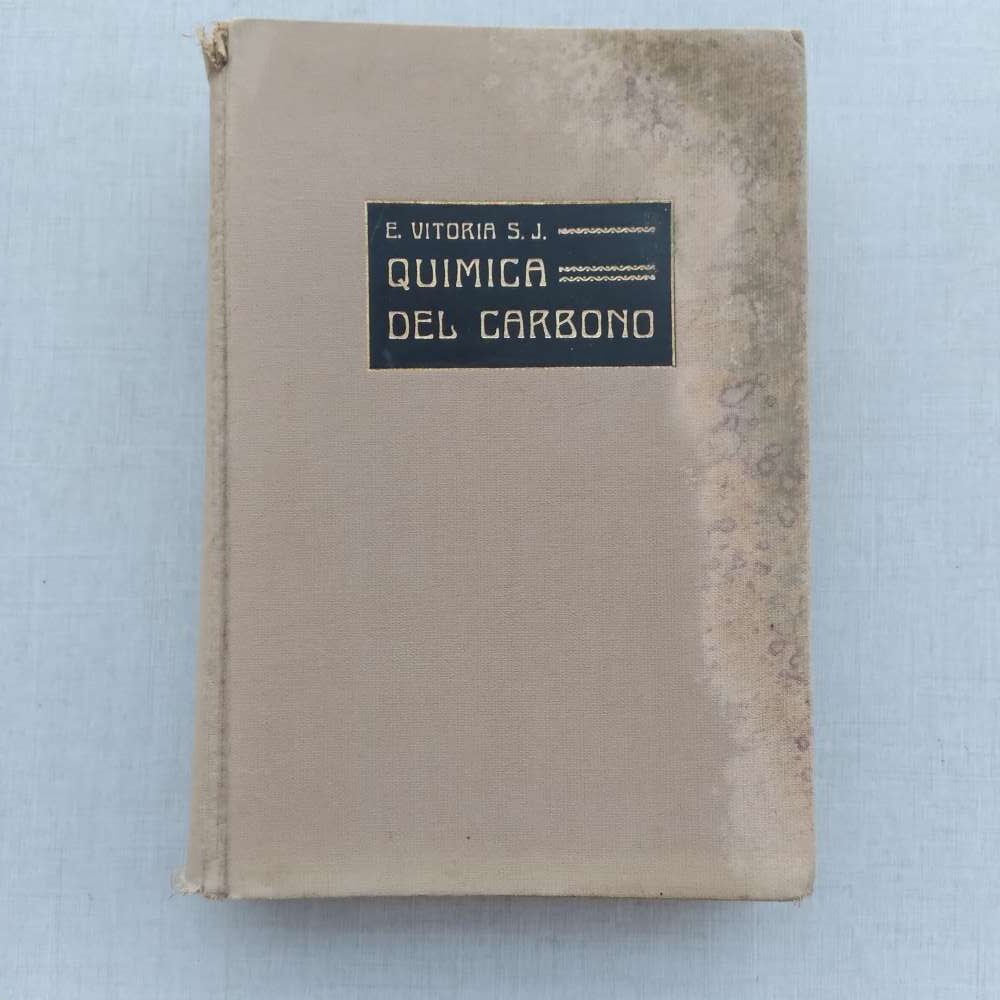 E. VITORIA S. J.
QUIMICA
DEL CARBONO